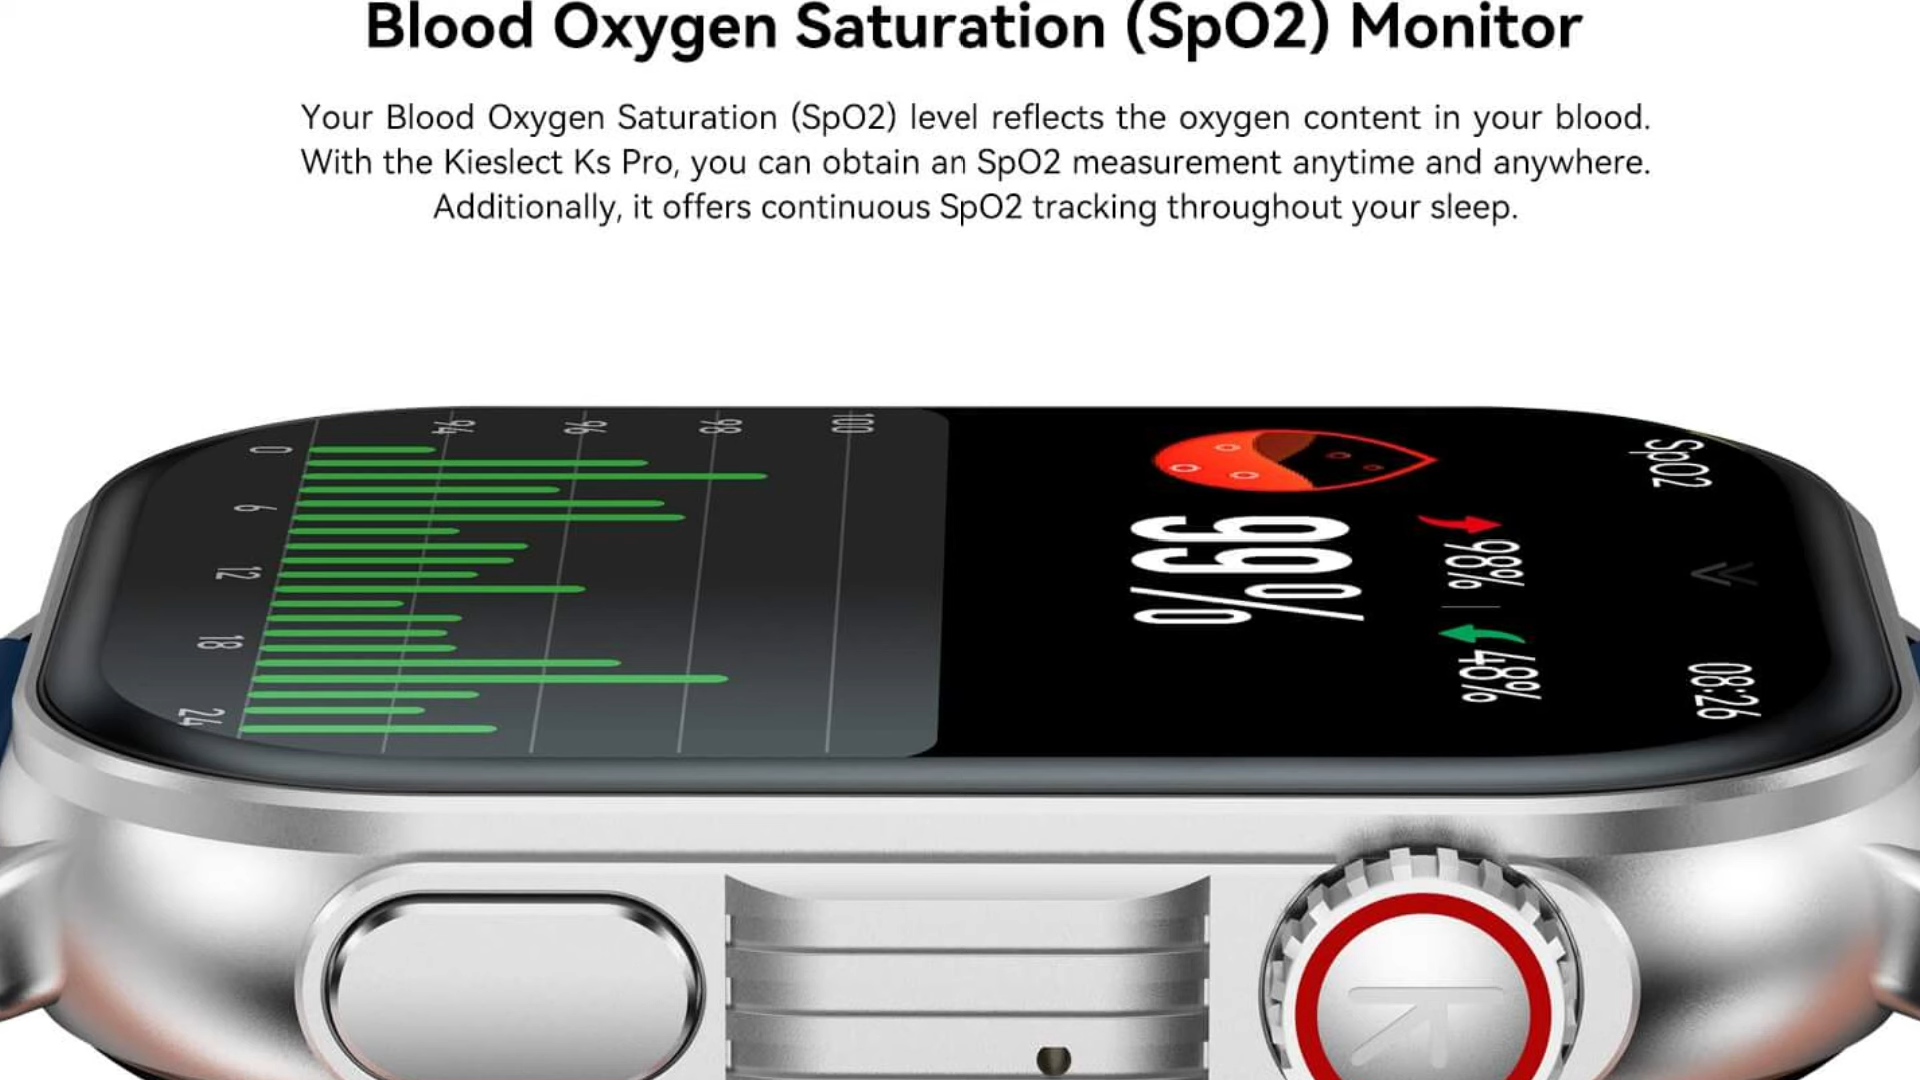 Blood Oxygen Saturation (SpO2) Monitor
Your Blood Oxygen Saturation (SpO2) level reflects the oxygen content in your blood.
With the Kieslect Ks Pro, you can obtain an SpO2 measurement anytime and anywhere.
Additionally, it offers continuous SpO2 tracking throughout your sleep.
SpO2
08:26
98%
48%
99%
100
98
96
94
0
6
12
18
24
K